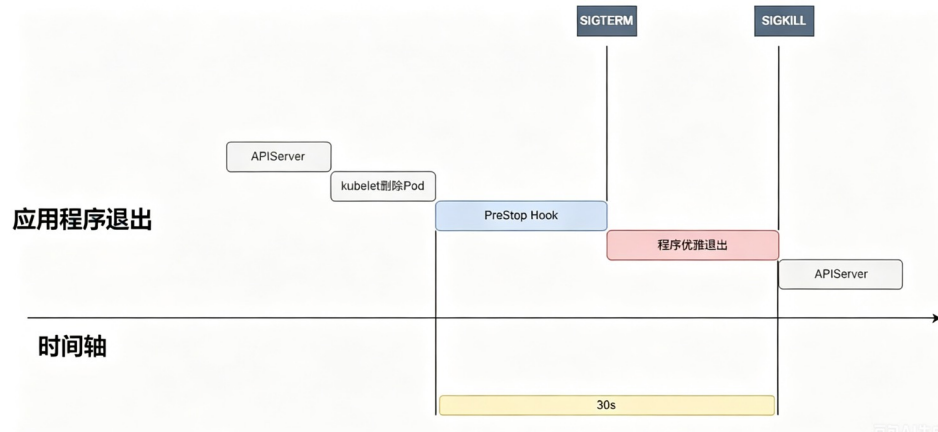 SIGTERM
SIGKILL
APIServer
kubelet删除Pod
PreStop Hook
应用程序退出
程序优雅退出
APIServer
时间轴
30s